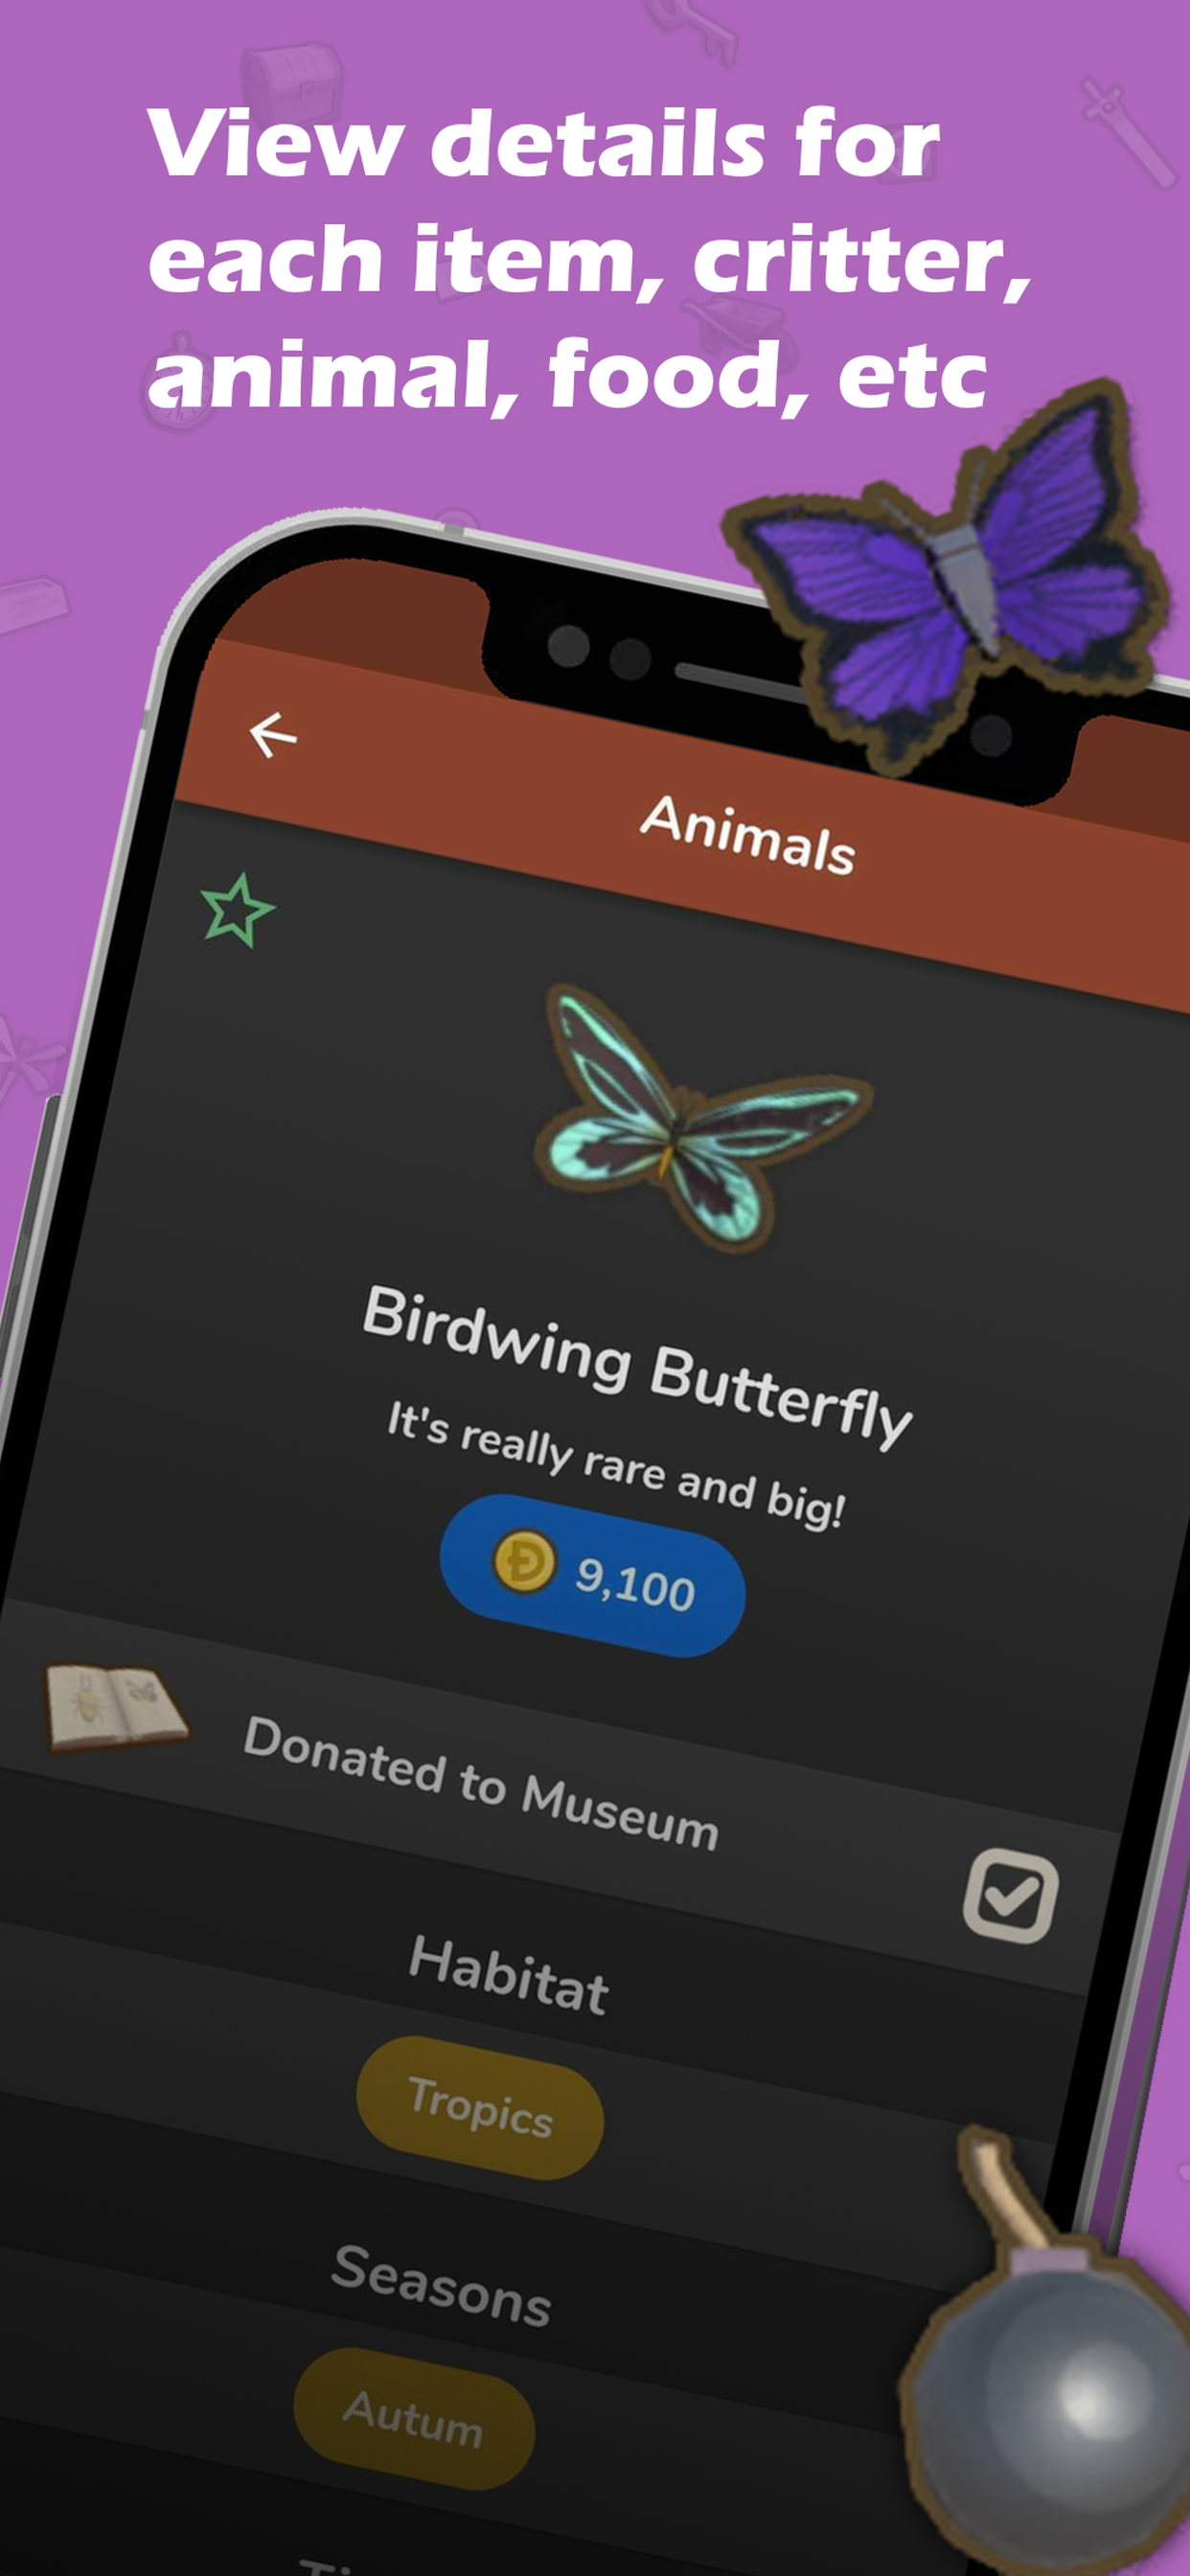 View details for
each item, critter,
animal, food, etc
Animals
Birdwing Butterfly
It's really rare and big!
9,100
Donated to Museum
Habitat
Tropics
Seasons
Autum